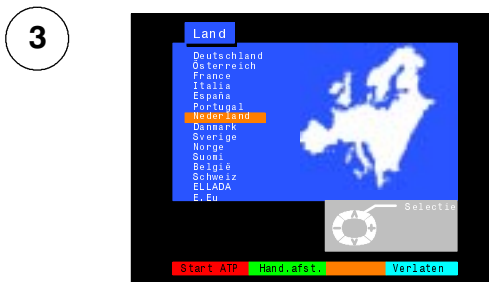 3
Land
Deutschland
Österreich
France
Italia
España
Portugal
Nederland
Danmark
Sverige
Norge
Suomi
België
Schweiz
ELLADA
E.Eu
Selectie
Start ATP Hand.afst. Verlaten